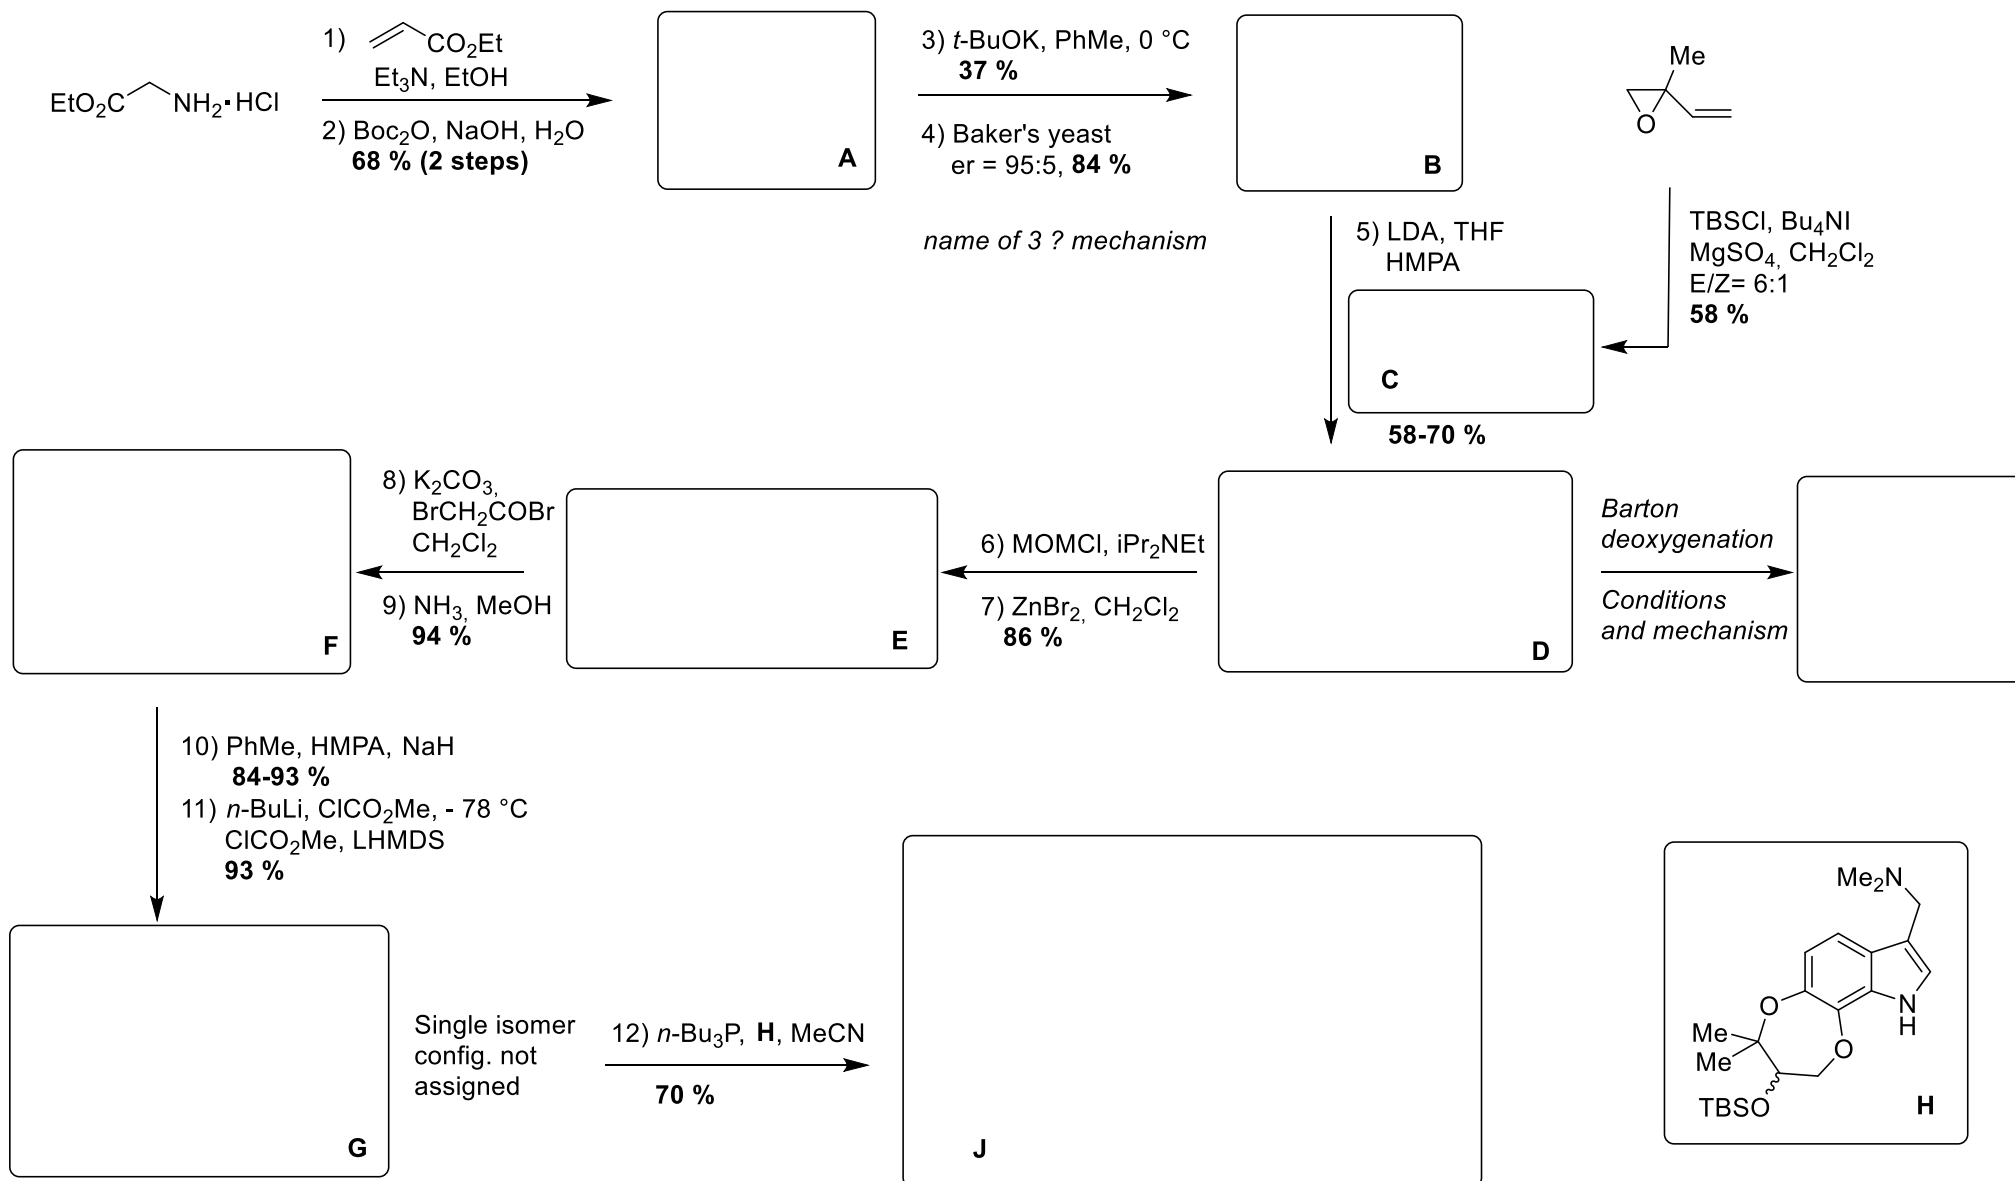 1)
CO₂Et
Et₃N, EtOH
EtO₂C
NH₂·HCl
2) Boc₂O, NaOH, H₂O
68 % (2 steps)
A
3) t-BuOK, PhMe, 0 °C
37 %
4) Baker's yeast
er = 95:5, 84 %
name of 3 ? mechanism
B
Me
O
TBSCl, Bu₄NI
MgSO₄, CH₂Cl₂
E/Z= 6:1
58 %
5) LDA, THF
HMPA
C
58-70 %
D
Barton
deoxygenation
Conditions
and mechanism
6) MOMCl, iPr₂NEt
7) ZnBr₂, CH₂Cl₂
86 %
E
8) K₂CO₃,
BrCH₂COBr
CH₂Cl₂
9) NH₃, MeOH
94 %
F
10) PhMe, HMPA, NaH
84-93 %
11) n-BuLi, ClCO₂Me, - 78 °C
ClCO₂Me, LHMDS
93 %
G
Single isomer
config. not
assigned
12) n-Bu₃P, H, MeCN
70 %
J
Me₂N
N
H
O
O
Me
Me
TBSO
H